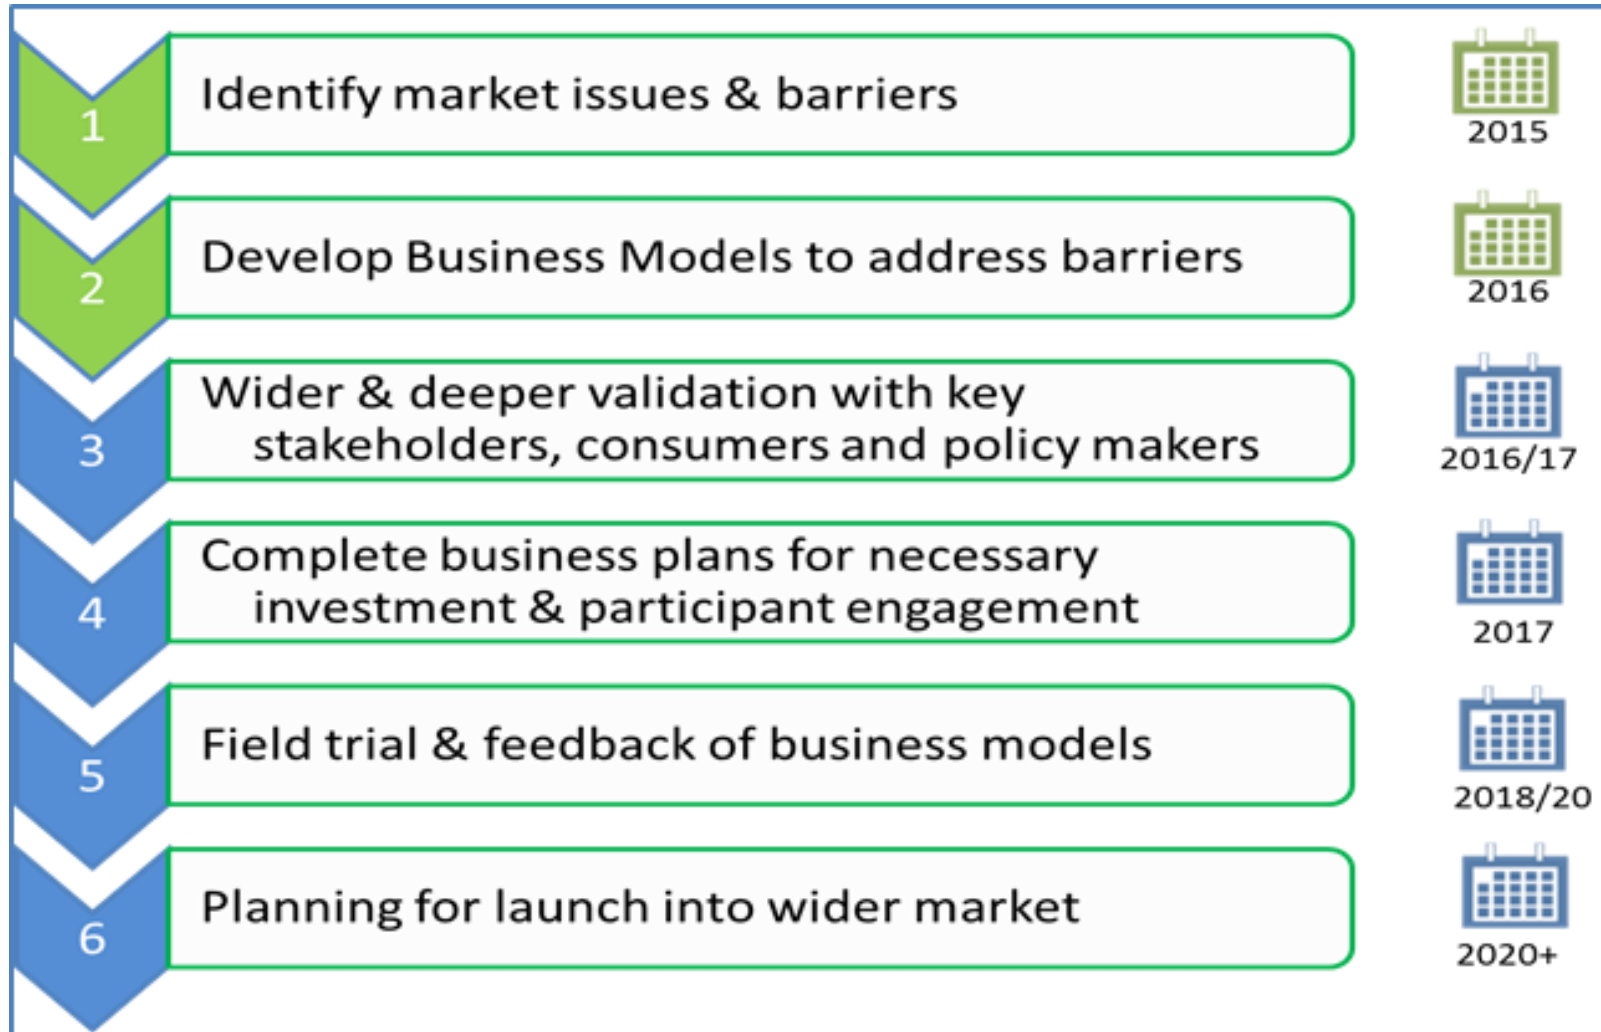 1
Identify market issues & barriers
2015
2
Develop Business Models to address barriers
2016
3
Wider & deeper validation with key
stakeholders, consumers and policy makers
2016/17
4
Complete business plans for necessary
investment & participant engagement
2017
5
Field trial & feedback of business models
2018/20
6
Planning for launch into wider market
2020+